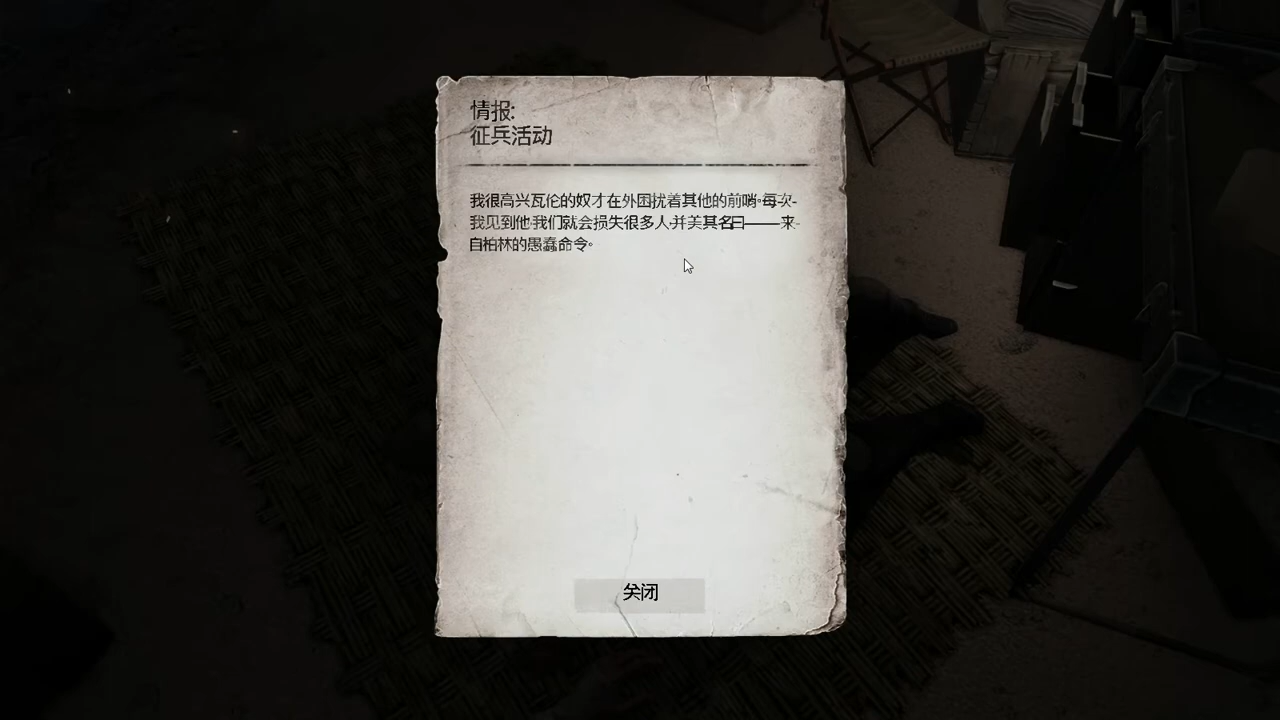 情报:
征兵活动
我很高兴瓦伦的奴才在外困扰着其他的前哨。每次
我见到他,我们就会损失很多人,并美其名曰——来
自柏林的愚蠢命令。
关闭